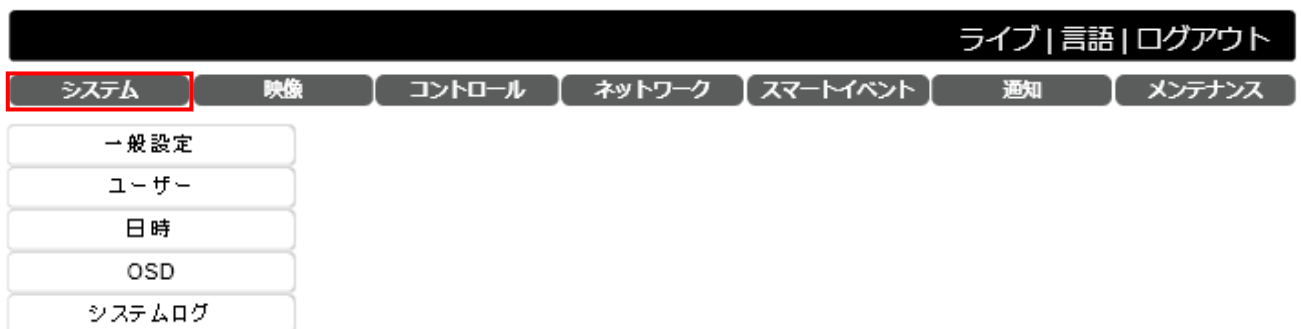 ライブ | 言語 | ログアウト
システム 映像 コントロール ネットワーク スマートイベント 通知 メンテナンス
一般設定
ユーザー
日時
OSD
システムログ